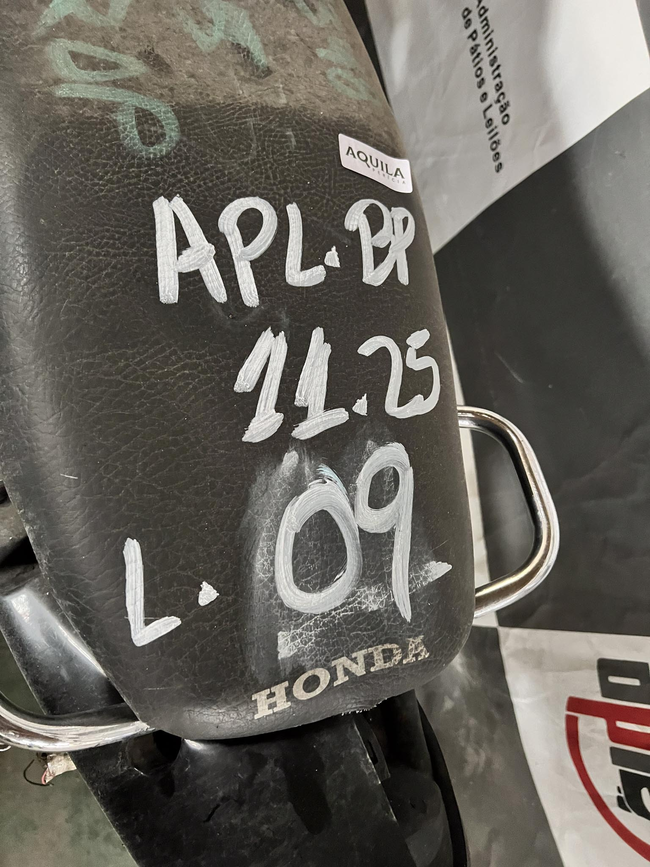 Administração
de Pátios e Leilões
AQUILA
APL.BP
11.25
L. 09
HONDA